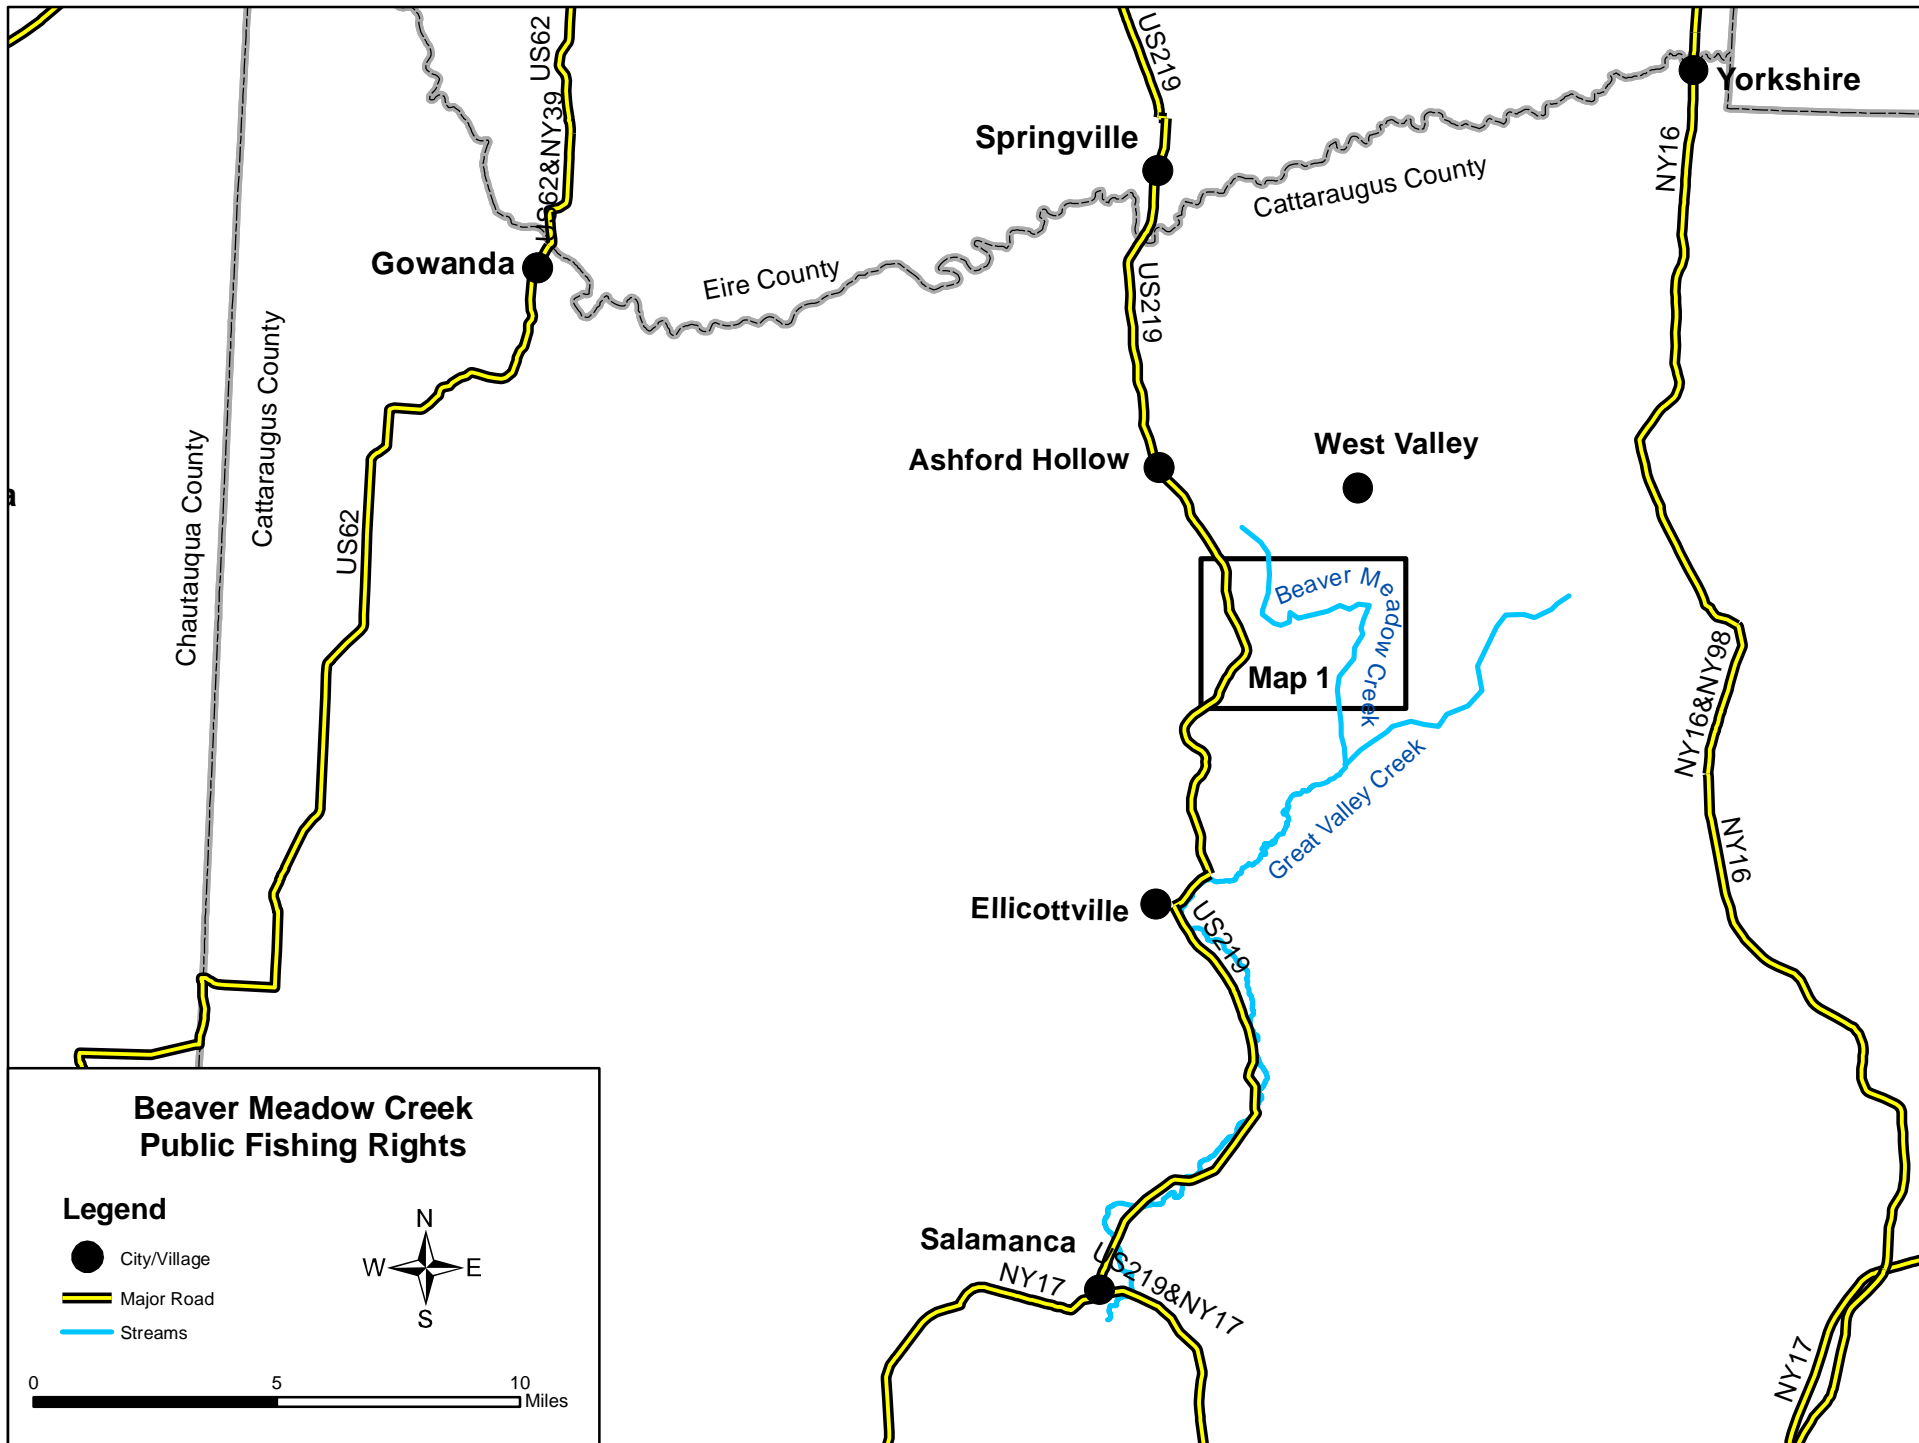 US62
US62&NY39
US219
Yorkshire
Springville
NY16
Cattaraugus County
Gowanda
Eire County
US219
Cattaraugus County
Chautauqua County
West Valley
Ashford Hollow
a
US62
Beaver Meadow Creek
Map 1
NY16&NY98
Great Valley Creek
NY16
Ellicottville
US219
Beaver Meadow Creek
Public Fishing Rights
Legend
City/Village
Major Road
Streams
N
W
E
S
0
5
10
Miles
Salamanca
NY17
US219&NY17
NY17